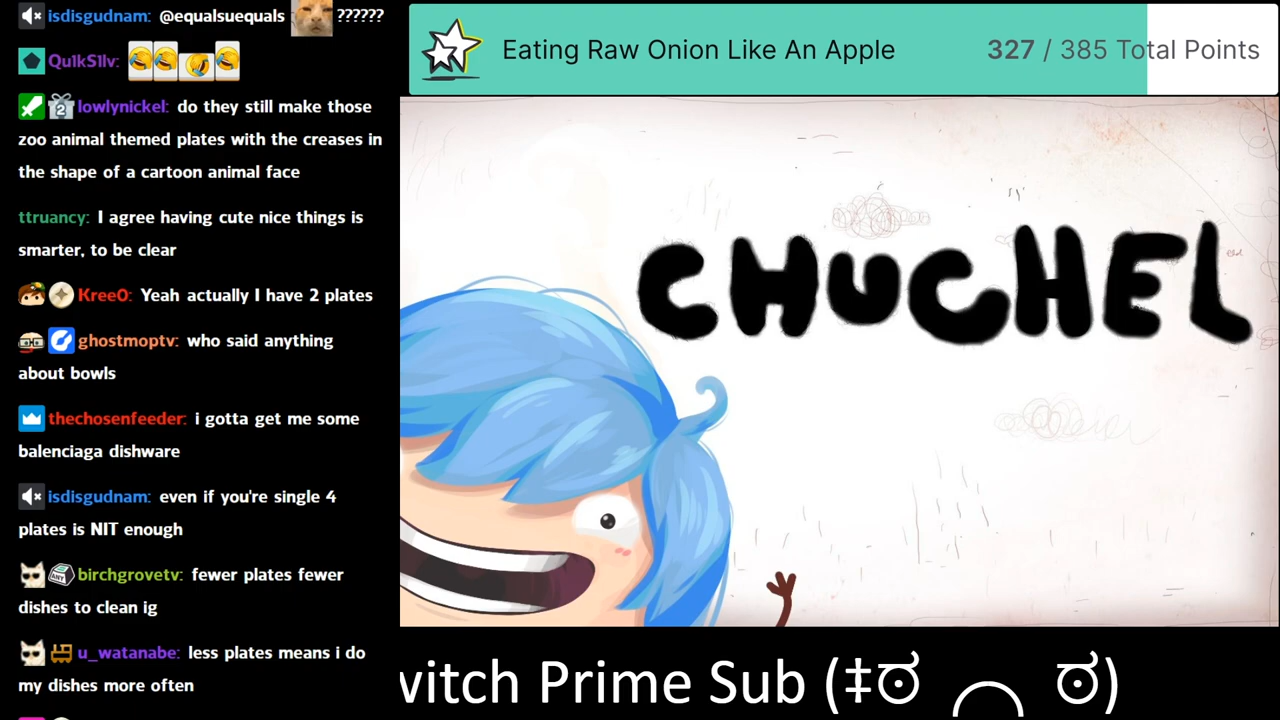 isdisgudnam: @equalsuequals ??????
Qu1kS1lv:
lowlynickel: do they still make those
zoo animal themed plates with the creases in
the shape of a cartoon animal face
ttruancy: I agree having cute nice things is
smarter, to be clear
KreeO: Yeah actually I have 2 plates
ghostmoptv: who said anything
about bowls
thechosenfeeder: i gotta get me some
balenciaga dishware
isdisgudnam: even if you're single 4
plates is NIT enough
birchgrovetv: fewer plates fewer
dishes to clean ig
u_watanabe: less plates means i do
my dishes more often
7 Eating Raw Onion Like An Apple 327 / 385 Total Points
CHUCHEL
vitch Prime Sub (‡ಠ ⁔ ಠ)